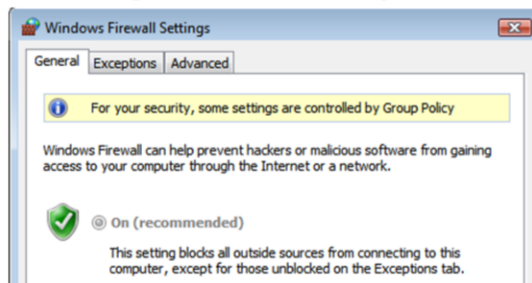 Windows Firewall Settings
General Exceptions Advanced
For your security, some settings are controlled by Group Policy
Windows Firewall can help prevent hackers or malicious software from gaining
access to your computer through the Internet or a network.
On (recommended)
This setting blocks all outside sources from connecting to this
computer, except for those unblocked on the Exceptions tab.